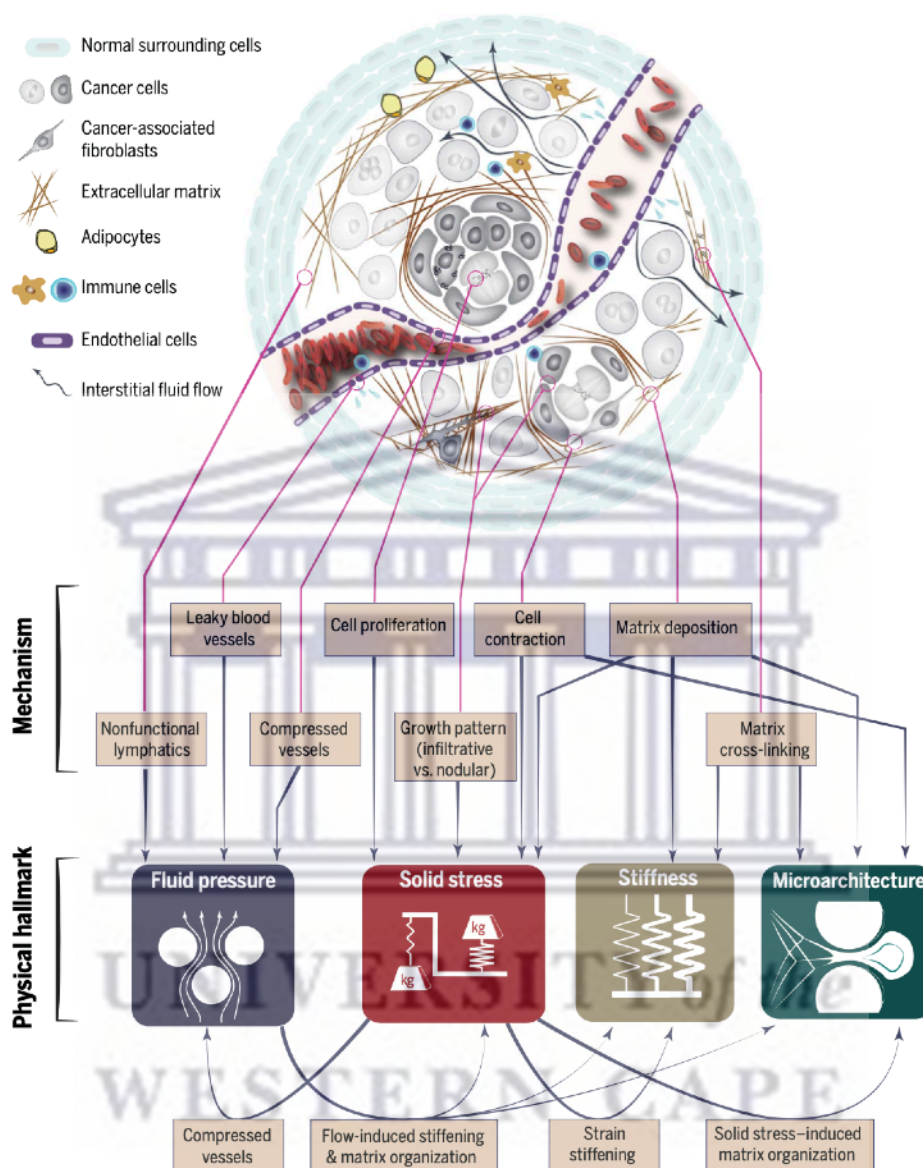 Normal surrounding cells
Cancer cells
Cancer-associated
fibroblasts
Extracellular matrix
Adipocytes
Immune cells
Endothelial cells
Interstitial fluid flow
Mechanism
Leaky blood
vessels
Cell proliferation
Cell
contraction
Matrix deposition
Nonfunctional
lymphatics
Compressed
vessels
Growth pattern
(infiltrative
vs. nodular)
Matrix
cross-linking
Physical hallmark
Fluid pressure
Solid stress
Stiffness
Microarchitecture
kg
kg
UNIVERSITY of the
WESTERN CAPE
Compressed
vessels
Flow-induced stiffening
& matrix organization
Strain
stiffening
Solid stress–induced
matrix organization